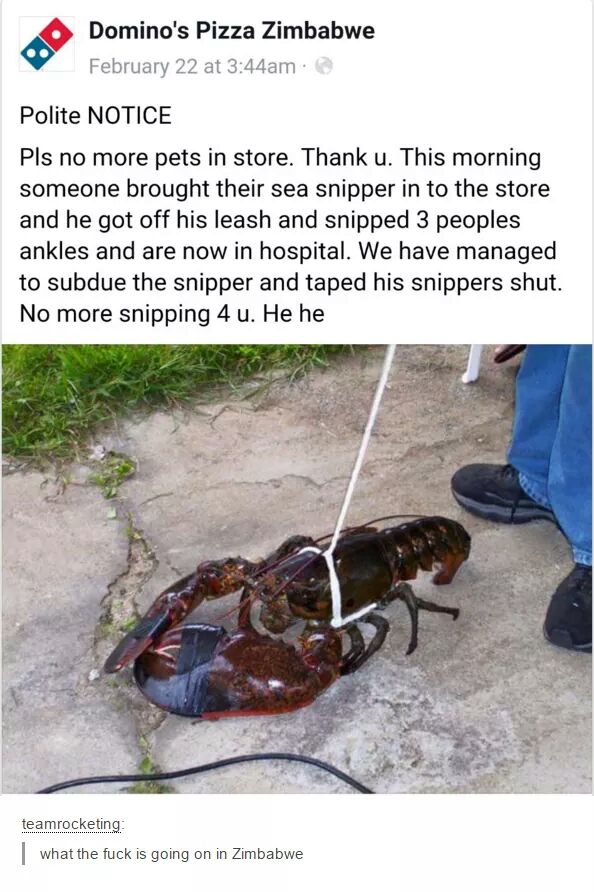 Domino's Pizza Zimbabwe
February 22 at 3:44am ·
Polite NOTICE
Pls no more pets in store. Thank u. This morning
someone brought their sea snipper in to the store
and he got off his leash and snipped 3 peoples
ankles and are now in hospital. We have managed
to subdue the snipper and taped his snippers shut.
No more snipping 4 u. He he
teamrocketing:
what the fuck is going on in Zimbabwe